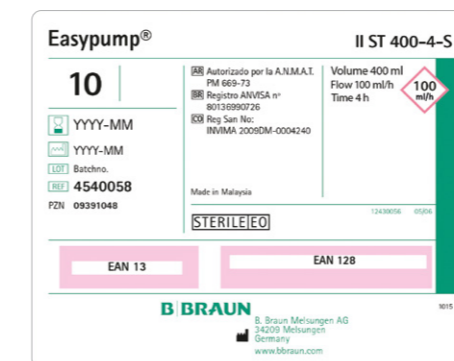 Easypump®
II ST 400-4-S
10
AR Autorizado por la A.N.M.A.T.
PM 669-73
BR Registro ANVISA nº
80136990726
CO Reg San No:
INVIMA 2009DM-0004240
Volume 400 ml
Flow 100 ml/h
Time 4 h
100
ml/h
YYYY-MM
YYYY-MM
LOT Batchno.
REF 4540058
PZN 09391048
Made in Malaysia
STERILE EO
12430056 05/06
EAN 13
EAN 128
B BRAUN
1015
B. Braun Melsungen AG
34209 Melsungen
Germany
www.bbraun.com